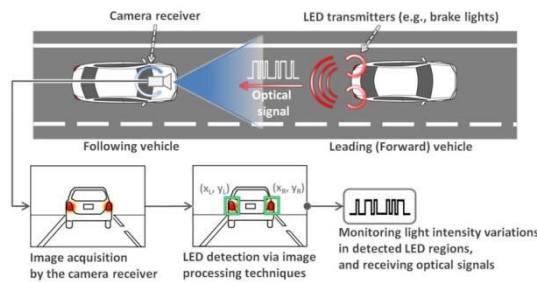 Camera receiver
LED transmitters (e.g., brake lights)
Optical
signal
Following vehicle
Leading (Forward) vehicle
(xL, yL)
(xR, yR)
Image acquisition
by the camera receiver
LED detection via image
processing techniques
Monitoring light intensity variations
in detected LED regions,
and receiving optical signals